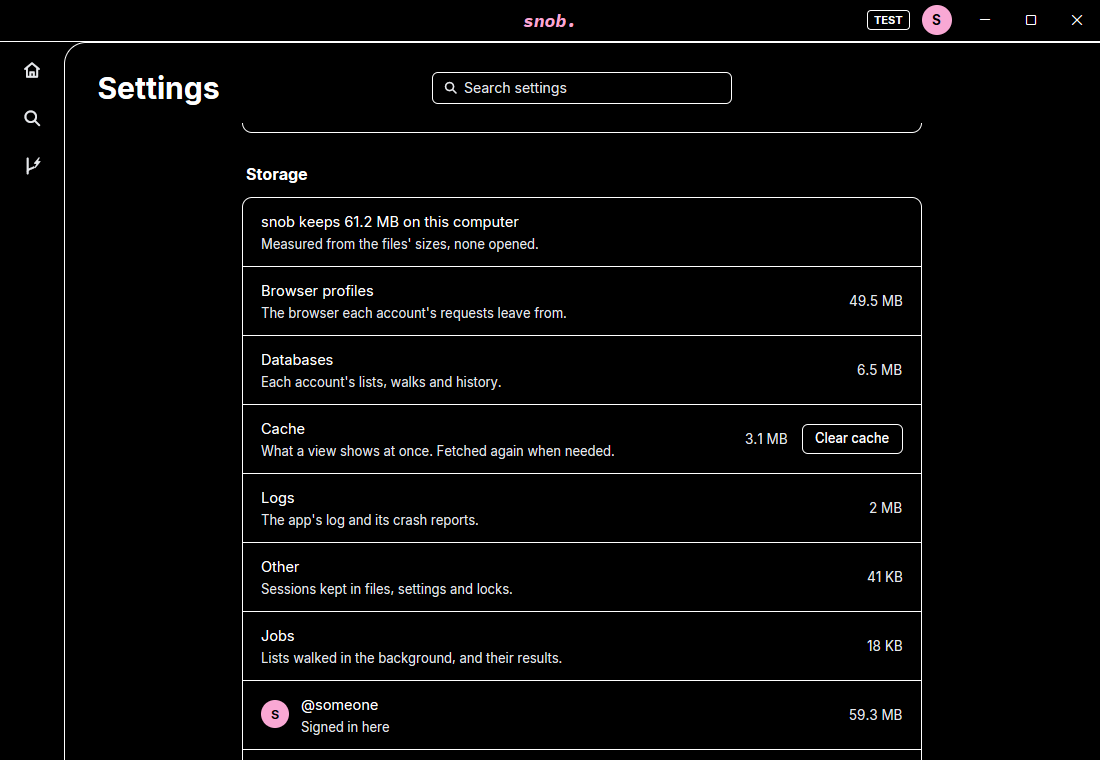 snob.
TEST
S
Settings
Search settings
Storage
snob keeps 61.2 MB on this computer
Measured from the files' sizes, none opened.
Browser profiles
49.5 MB
The browser each account's requests leave from.
Databases
6.5 MB
Each account's lists, walks and history.
Cache
3.1 MB
Clear cache
What a view shows at once. Fetched again when needed.
Logs
2 MB
The app's log and its crash reports.
Other
41 KB
Sessions kept in files, settings and locks.
Jobs
18 KB
Lists walked in the background, and their results.
S
@someone
59.3 MB
Signed in here